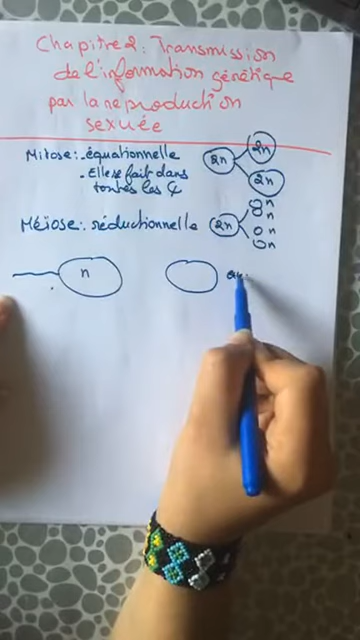 Chapitre 2: Transmission
de l'information génétique
par la reproduction
sexuée
Mitose: - équationnelle
- Elle se fait dans
toutes les ȼ
2n
2n
2n
Méiose: réductionnelle
2n
n
n
n
n
n